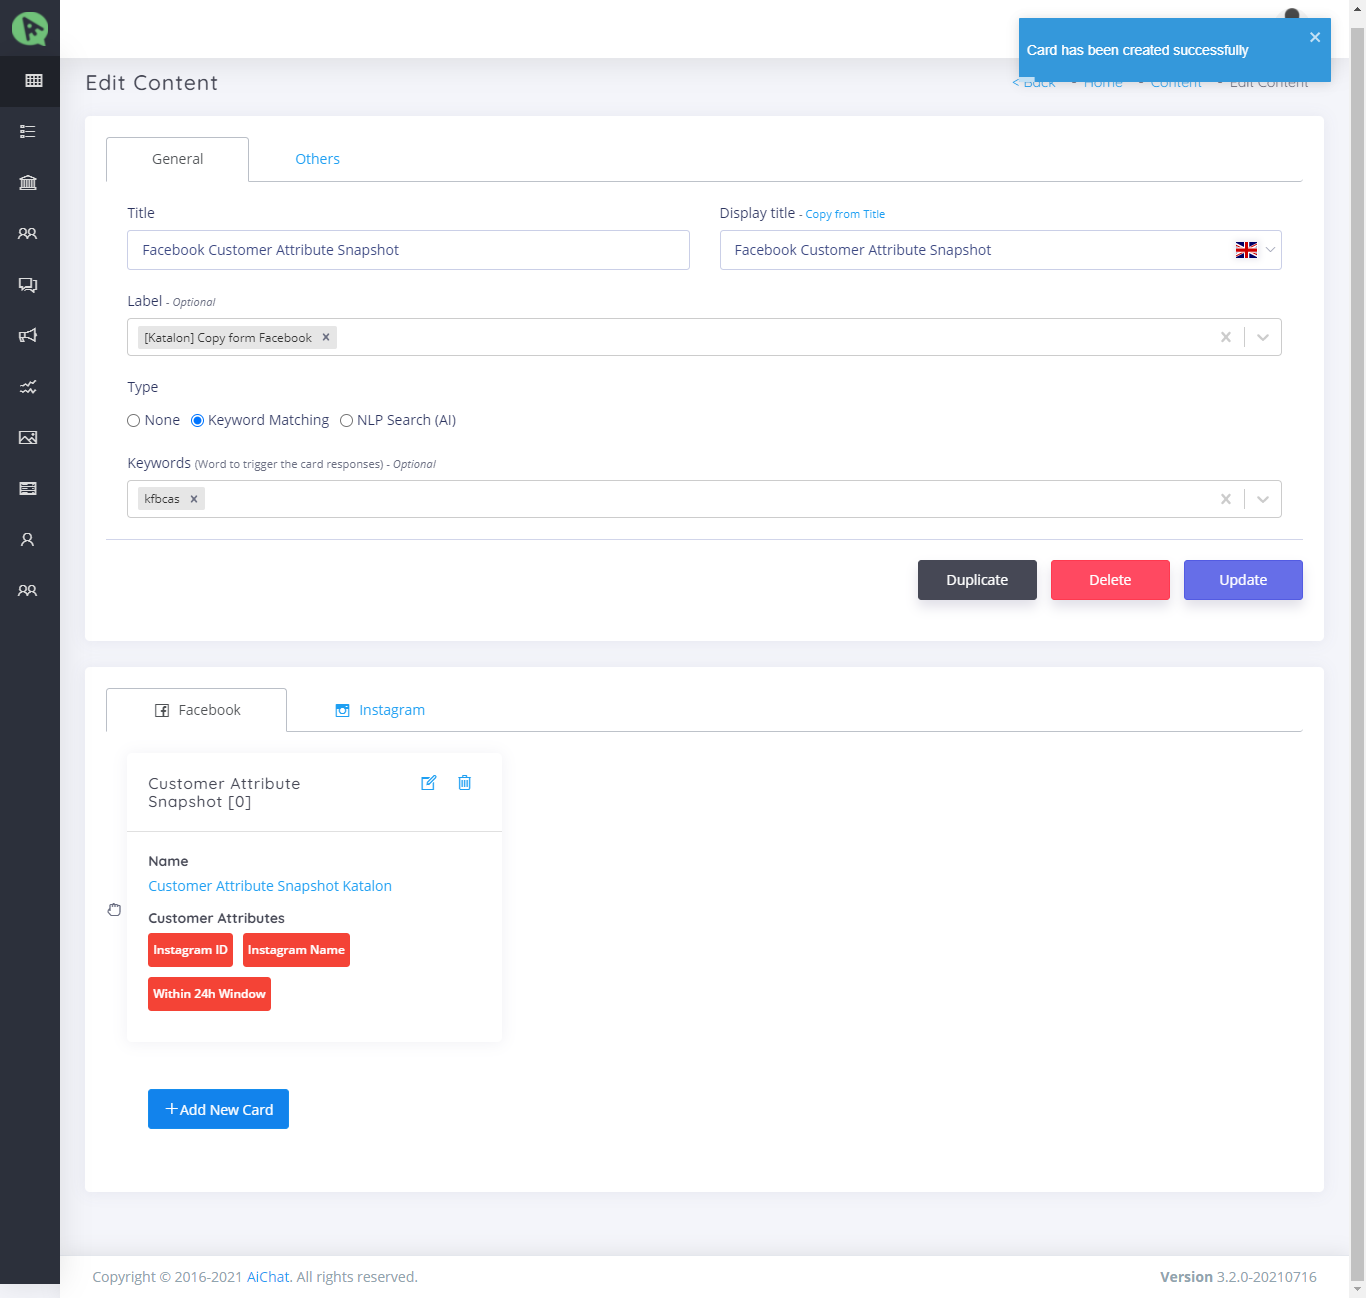 Card has been created successfully
Edit Content
< Back
Home
Content
Edit Content
General
Others
Title
Display title - Copy from Title
Facebook Customer Attribute Snapshot
Facebook Customer Attribute Snapshot
Label - Optional
[Katalon] Copy form Facebook
Type
None
Keyword Matching
NLP Search (AI)
Keywords (Word to trigger the card responses) - Optional
kfbcas
Duplicate
Delete
Update
Facebook
Instagram
Customer Attribute
Snapshot [0]
Name
Customer Attribute Snapshot Katalon
Customer Attributes
Instagram ID
Instagram Name
Within 24h Window
+Add New Card
Copyright © 2016-2021 AiChat. All rights reserved.
Version 3.2.0-20210716